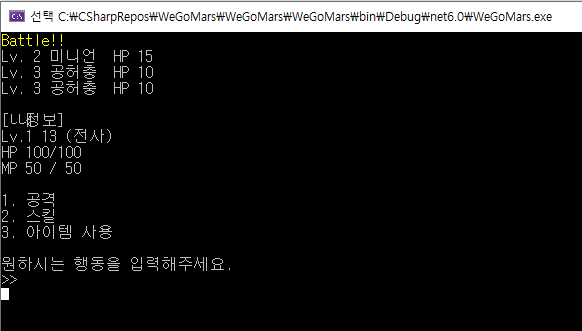 선택 C:\CSharpRepos\WeGoMars\WeGoMars\WeGoMars\bin\Debug\net6.0\WeGoMars.exe
Battle!!
Lv. 2 미니언 HP 15
Lv. 3 공허충 HP 10
Lv. 3 공허충 HP 10
[내정보]
Lv.1 13 (전사)
HP 100/100
MP 50 / 50
1. 공격
2. 스킬
3. 아이템 사용
원하시는 행동을 입력해주세요.
>>